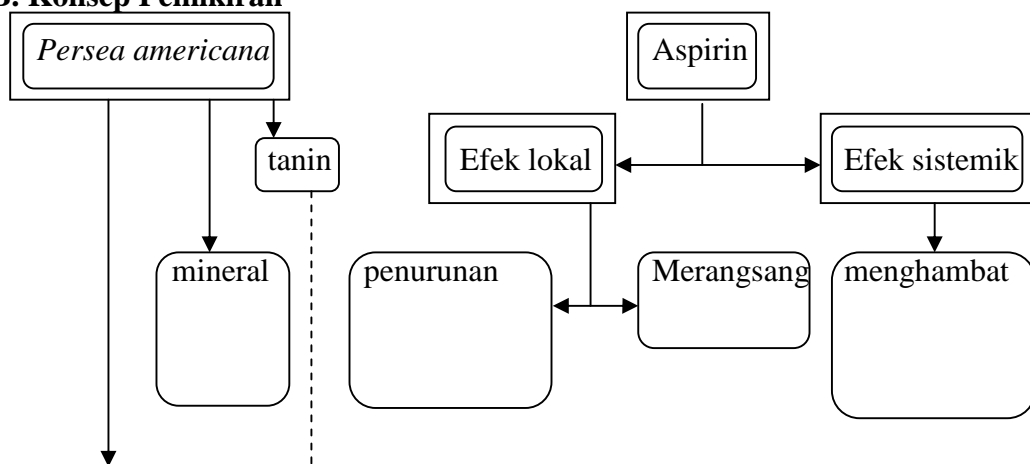 B. Konsep Pemikiran
Persea americana
Aspirin
tanin
Efek lokal
Efek sistemik
mineral
penurunan
Merangsang
menghambat